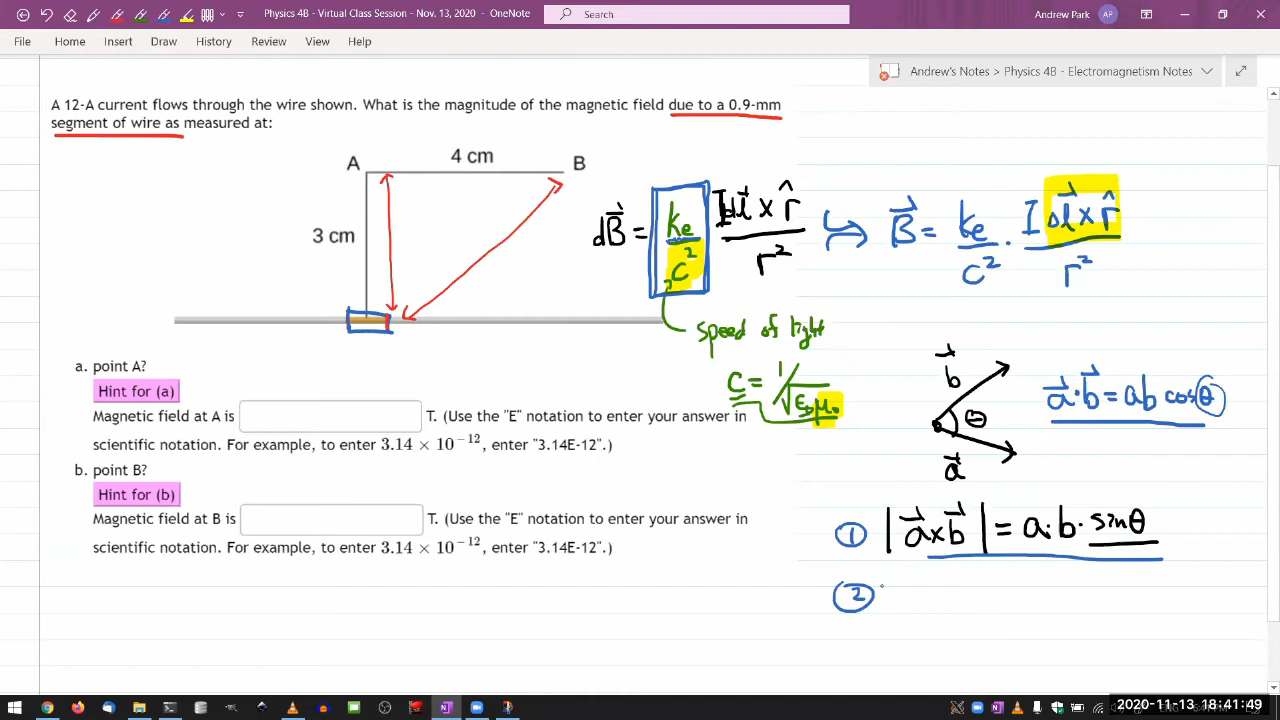 Physics 4B - Virtual Class Session - Nov. 13, 2020 - OneNote
Search
Andrew Park
AP
File Home Insert Draw History Review View Help
Andrew's Notes > Physics 4B - Electromagnetism Notes
A 12-A current flows through the wire shown. What is the magnitude of the magnetic field due to a 0.9-mm
segment of wire as measured at:
A
4 cm
B
3 cm
dB⃗ = ke/c² Idl⃗ × r̂ / r²
B⃗ = ke/c² · I Δl⃗ × r̂ / r²
speed of light
c = 1/√ε₀μ₀
b⃗
θ
a⃗
a⃗·b⃗ = ab cosθ
a. point A?
Hint for (a)
Magnetic field at A is T. (Use the "E" notation to enter your answer in
scientific notation. For example, to enter 3.14 × 10⁻¹², enter "3.14E-12".)
b. point B?
Hint for (b)
Magnetic field at B is T. (Use the "E" notation to enter your answer in
scientific notation. For example, to enter 3.14 × 10⁻¹², enter "3.14E-12".)
① |a⃗×b⃗| = a·b·sinθ
②
2020-11-13 18:41:49